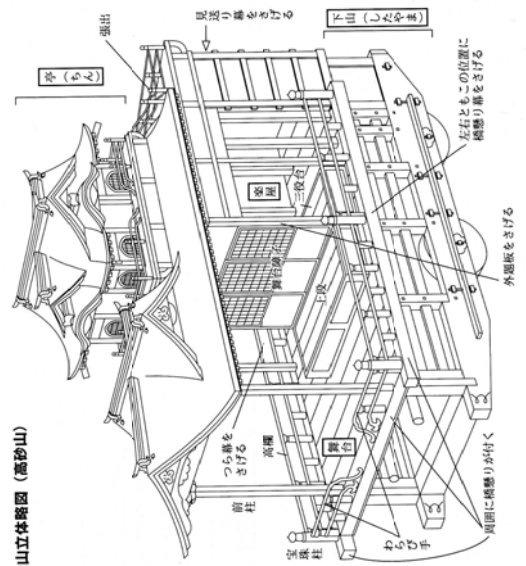 山立体略図（高砂山）
亭（ちん）
張出
見送り幕をさげる
下山（したやま）
左右ともこの位置に
橋懸り幕をさげる
楽屋
三役台
舞台障子
上段
外題板をさげる
つら幕を
さげる
高欄
舞台
前柱
宝珠柱
わらび手
周囲に橋懸りが付く